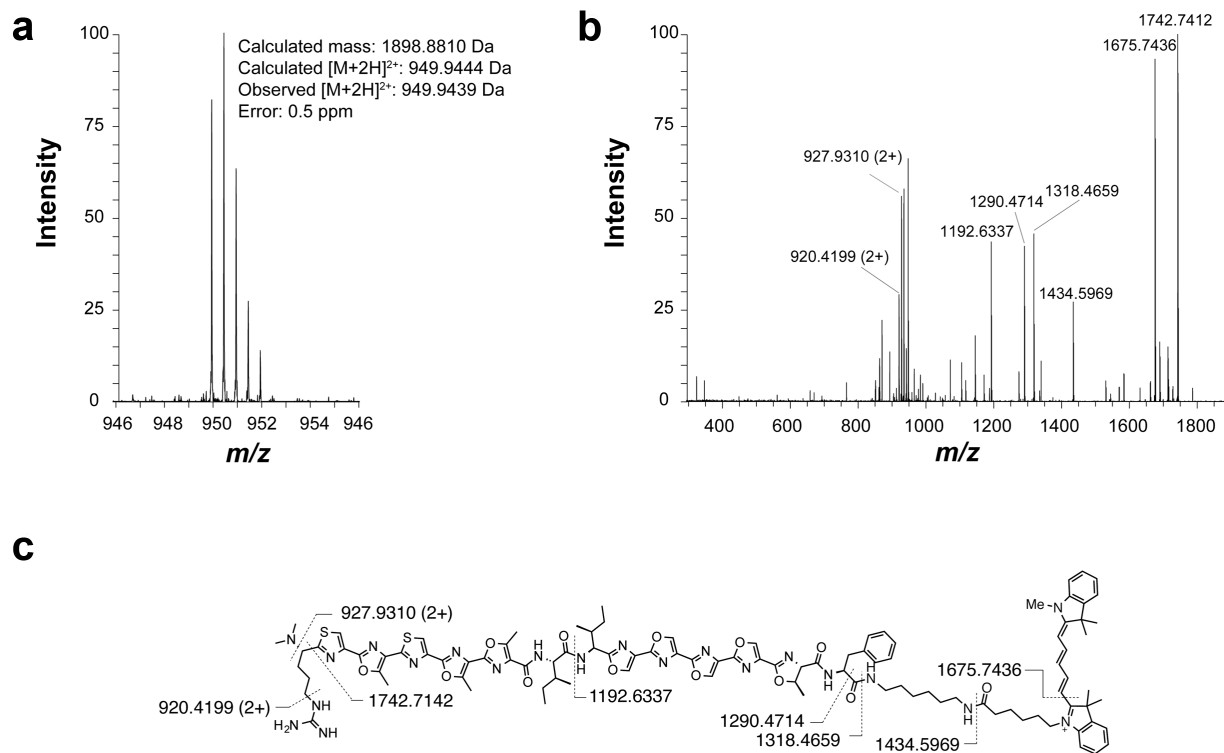 a
100
75
50
25
0
Intensity
946
948
950
952
954
946
m/z
Calculated mass: 1898.8810 Da
Calculated [M+2H]²⁺: 949.9444 Da
Observed [M+2H]²⁺: 949.9439 Da
Error: 0.5 ppm
b
100
75
50
25
0
Intensity
400
600
800
1000
1200
1400
1600
1800
m/z
1742.7412
1675.7436
927.9310 (2+)
1290.4714
1318.4659
1192.6337
920.4199 (2+)
1434.5969
c
927.9310 (2+)
920.4199 (2+)
1742.7142
1192.6337
1290.4714
1318.4659
1434.5969
1675.7436
N
S
N
O
N
S
N
N
O
O
N
O
H
N
O
N
H
O
N
O
N
O
N
O
N
O
N
O
N
H
O
H
N
N
H
O
N
+
Me
N
NH
H₂N
NH